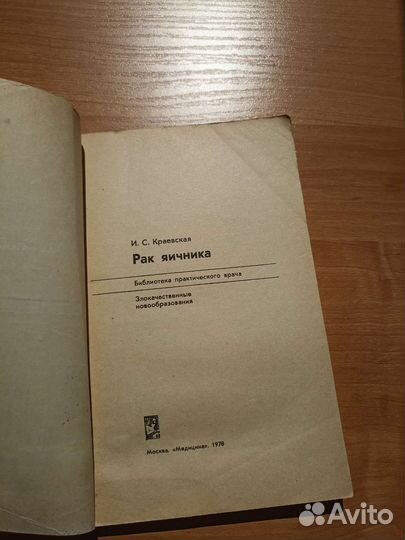 И. С. Краевская
Рак яичника
Библиотека практического врача
Злокачественные
новообразования
Москва, «Медицина», 1978
Avito